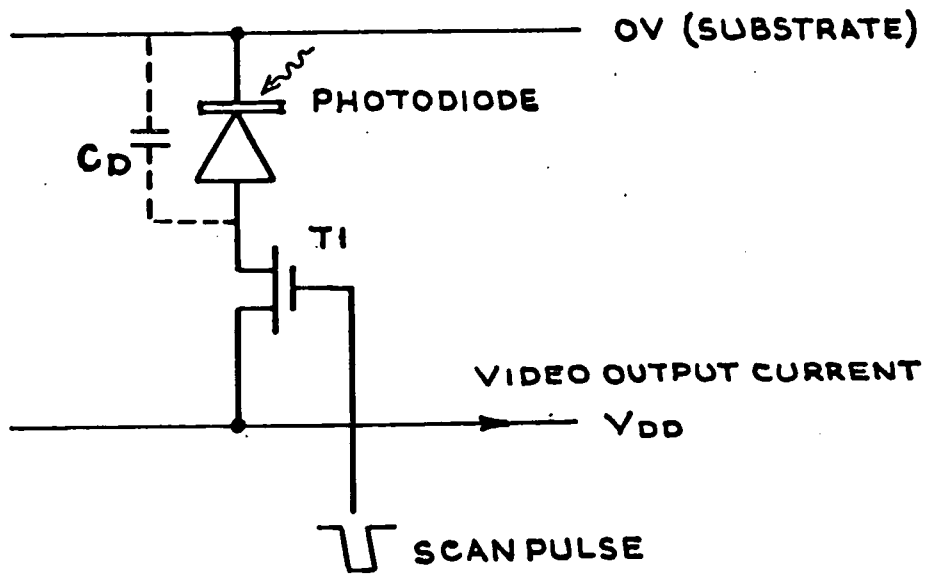 0V (SUBSTRATE)
PHOTODIODE
CD
T1
VIDEO OUTPUT CURRENT
VDD
SCAN PULSE